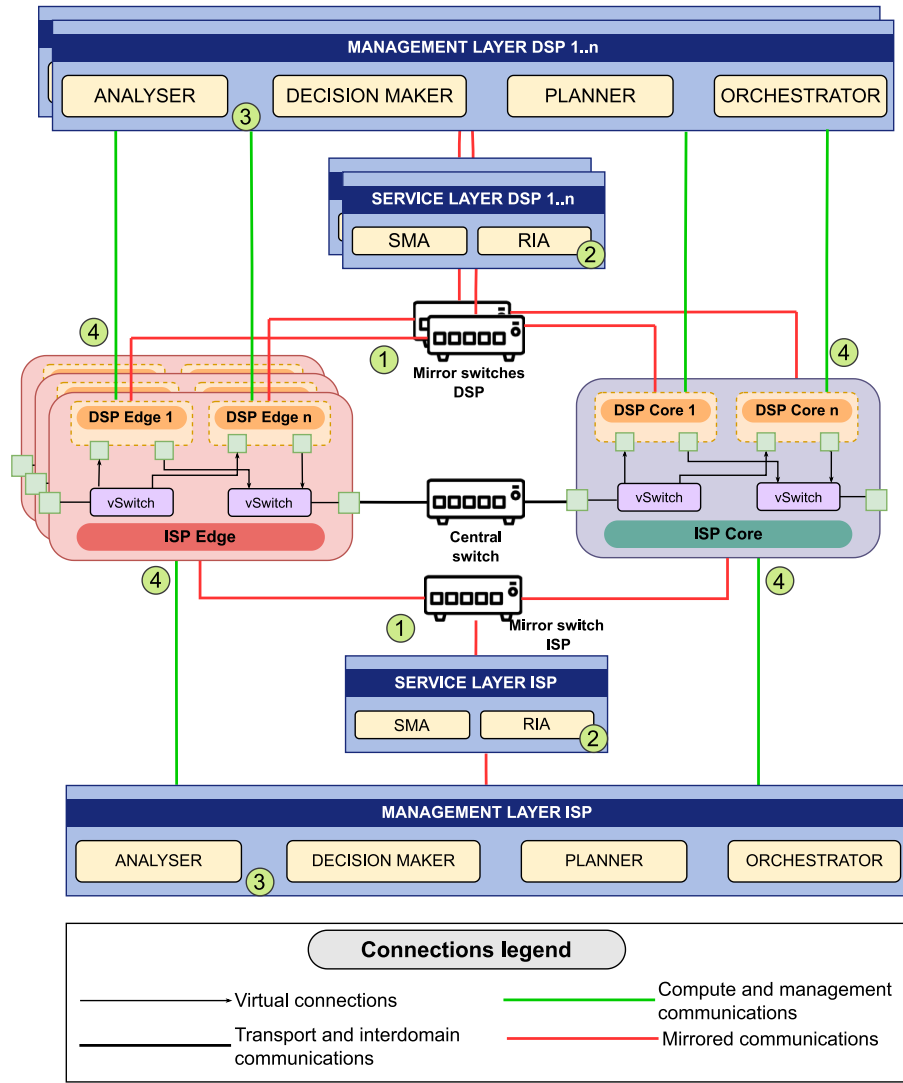 MANAGEMENT LAYER DSP 1..n
ANALYSER
DECISION MAKER
PLANNER
ORCHESTRATOR
3
SERVICE LAYER DSP 1..n
SMA
RIA
2
4
1
Mirror switches
DSP
4
DSP Edge 1
DSP Edge n
DSP Core 1
DSP Core n
vSwitch
vSwitch
vSwitch
vSwitch
ISP Edge
Central
switch
ISP Core
4
4
1
Mirror switch
ISP
SERVICE LAYER ISP
SMA
RIA
2
MANAGEMENT LAYER ISP
ANALYSER
DECISION MAKER
PLANNER
ORCHESTRATOR
3
Connections legend
Virtual connections
Compute and management
communications
Transport and interdomain
communications
Mirrored communications